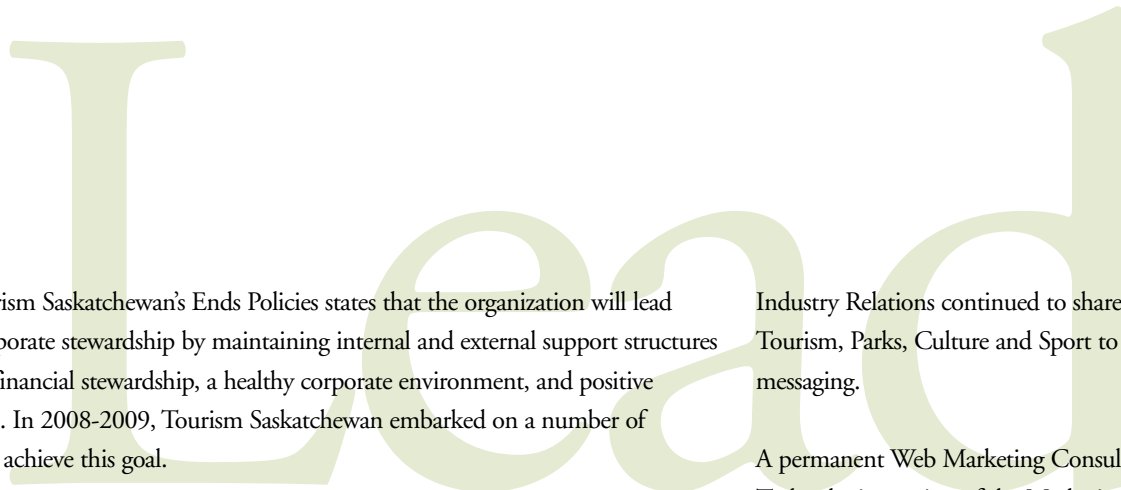 Lead
rism Saskatchewan's Ends Policies states that the organization will lead
porate stewardship by maintaining internal and external support structures
financial stewardship, a healthy corporate environment, and positive
. In 2008-2009, Tourism Saskatchewan embarked on a number of
achieve this goal.
Industry Relations continued to share
Tourism, Parks, Culture and Sport to
messaging.
A permanent Web Marketing Consul